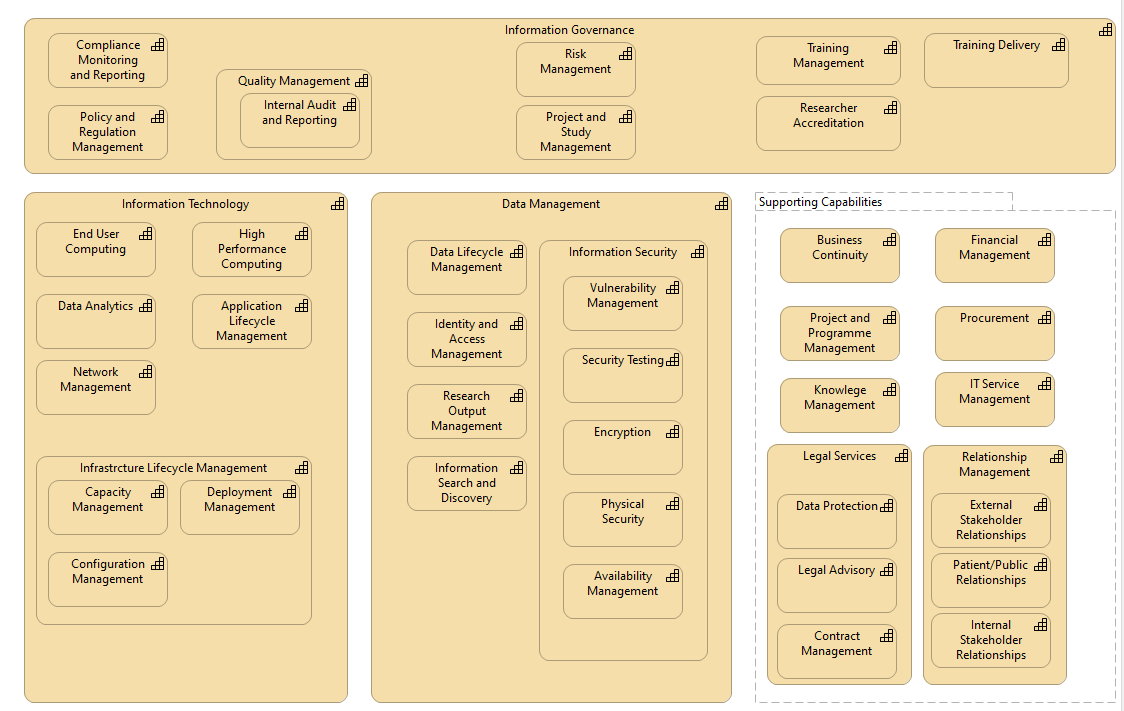 Information Governance
Compliance
Monitoring
and Reporting
Policy and
Regulation
Management
Quality Management
Internal Audit
and Reporting
Risk
Management
Project and
Study
Management
Training
Management
Researcher
Accreditation
Training Delivery
Information Technology
End User
Computing
High
Performance
Computing
Data Analytics
Application
Lifecycle
Management
Network
Management
Infrastrcture Lifecycle Management
Capacity
Management
Deployment
Management
Configuration
Management
Data Management
Data Lifecycle
Management
Identity and
Access
Management
Research
Output
Management
Information
Search and
Discovery
Information Security
Vulnerability
Management
Security Testing
Encryption
Physical
Security
Availability
Management
Supporting Capabilities
Business
Continuity
Financial
Management
Project and
Programme
Management
Procurement
Knowlege
Management
IT Service
Management
Legal Services
Data Protection
Legal Advisory
Contract
Management
Relationship
Management
External
Stakeholder
Relationships
Patient/Public
Relationships
Internal
Stakeholder
Relationships